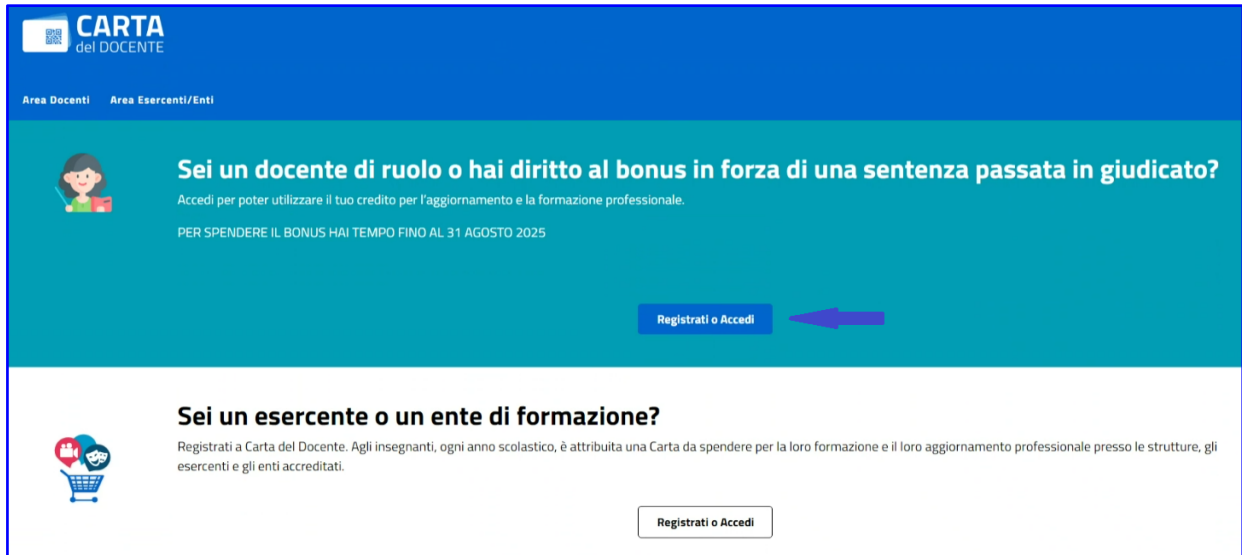 CARTA
del DOCENTE
Area Docenti Area Esercenti/Enti
Sei un docente di ruolo o hai diritto al bonus in forza di una sentenza passata in giudicato?
Accedi per poter utilizzare il tuo credito per l'aggiornamento e la formazione professionale.
PER SPENDERE IL BONUS HAI TEMPO FINO AL 31 AGOSTO 2025
Registrati o Accedi
Sei un esercente o un ente di formazione?
Registrati a Carta del Docente. Agli insegnanti, ogni anno scolastico, è attribuita una Carta da spendere per la loro formazione e il loro aggiornamento professionale presso le strutture, gli
esercenti e gli enti accreditati.
Registrati o Accedi